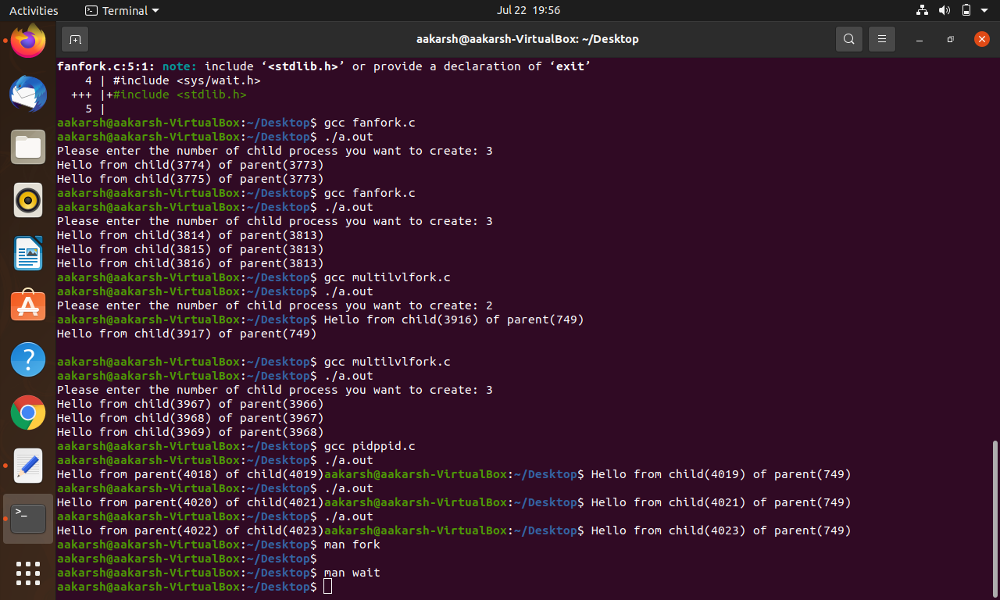 Activities Terminal Jul 22 19:56
aakarsh@aakarsh-VirtualBox: ~/Desktop
fanfork.c:5:1: note: include ‘<stdlib.h>’ or provide a declaration of ‘exit’
4 | #include <sys/wait.h>
+++ |+#include <stdlib.h>
5 |
aakarsh@aakarsh-VirtualBox:~/Desktop$ gcc fanfork.c
aakarsh@aakarsh-VirtualBox:~/Desktop$ ./a.out
Please enter the number of child process you want to create: 3
Hello from child(3774) of parent(3773)
Hello from child(3775) of parent(3773)
aakarsh@aakarsh-VirtualBox:~/Desktop$ gcc fanfork.c
aakarsh@aakarsh-VirtualBox:~/Desktop$ ./a.out
Please enter the number of child process you want to create: 3
Hello from child(3814) of parent(3813)
Hello from child(3815) of parent(3813)
Hello from child(3816) of parent(3813)
aakarsh@aakarsh-VirtualBox:~/Desktop$ gcc multilvlfork.c
aakarsh@aakarsh-VirtualBox:~/Desktop$ ./a.out
Please enter the number of child process you want to create: 2
aakarsh@aakarsh-VirtualBox:~/Desktop$ Hello from child(3916) of parent(749)
Hello from child(3917) of parent(749)
aakarsh@aakarsh-VirtualBox:~/Desktop$ gcc multilvlfork.c
aakarsh@aakarsh-VirtualBox:~/Desktop$ ./a.out
Please enter the number of child process you want to create: 3
Hello from child(3967) of parent(3966)
Hello from child(3968) of parent(3967)
Hello from child(3969) of parent(3968)
aakarsh@aakarsh-VirtualBox:~/Desktop$ gcc pidppid.c
aakarsh@aakarsh-VirtualBox:~/Desktop$ ./a.out
Hello from parent(4018) of child(4019)aakarsh@aakarsh-VirtualBox:~/Desktop$ Hello from child(4019) of parent(749)
aakarsh@aakarsh-VirtualBox:~/Desktop$ ./a.out
Hello from parent(4020) of child(4021)aakarsh@aakarsh-VirtualBox:~/Desktop$ Hello from child(4021) of parent(749)
aakarsh@aakarsh-VirtualBox:~/Desktop$ ./a.out
Hello from parent(4022) of child(4023)aakarsh@aakarsh-VirtualBox:~/Desktop$ Hello from child(4023) of parent(749)
aakarsh@aakarsh-VirtualBox:~/Desktop$ man fork
aakarsh@aakarsh-VirtualBox:~/Desktop$
aakarsh@aakarsh-VirtualBox:~/Desktop$ man wait
aakarsh@aakarsh-VirtualBox:~/Desktop$